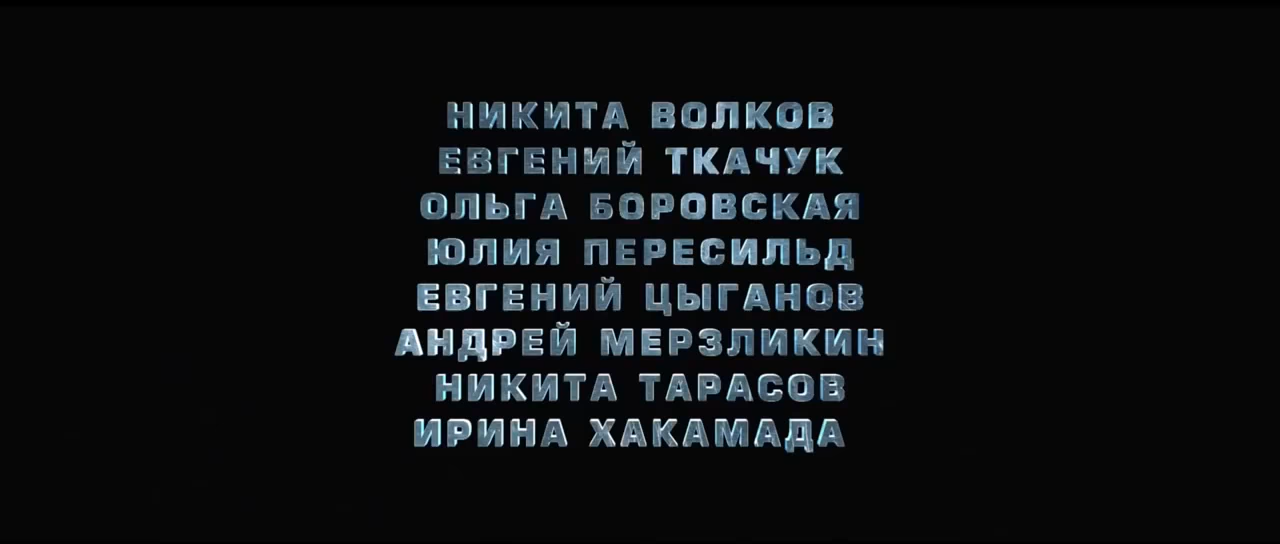 НИКИТА ВОЛКОВ
ЕВГЕНИЙ ТКАЧУК
ОЛЬГА БОРОВСКАЯ
ЮЛИЯ ПЕРЕСИЛЬД
ЕВГЕНИЙ ЦЫГАНОВ
АНДРЕЙ МЕРЗЛИКИН
НИКИТА ТАРАСОВ
ИРИНА ХАКАМАДА